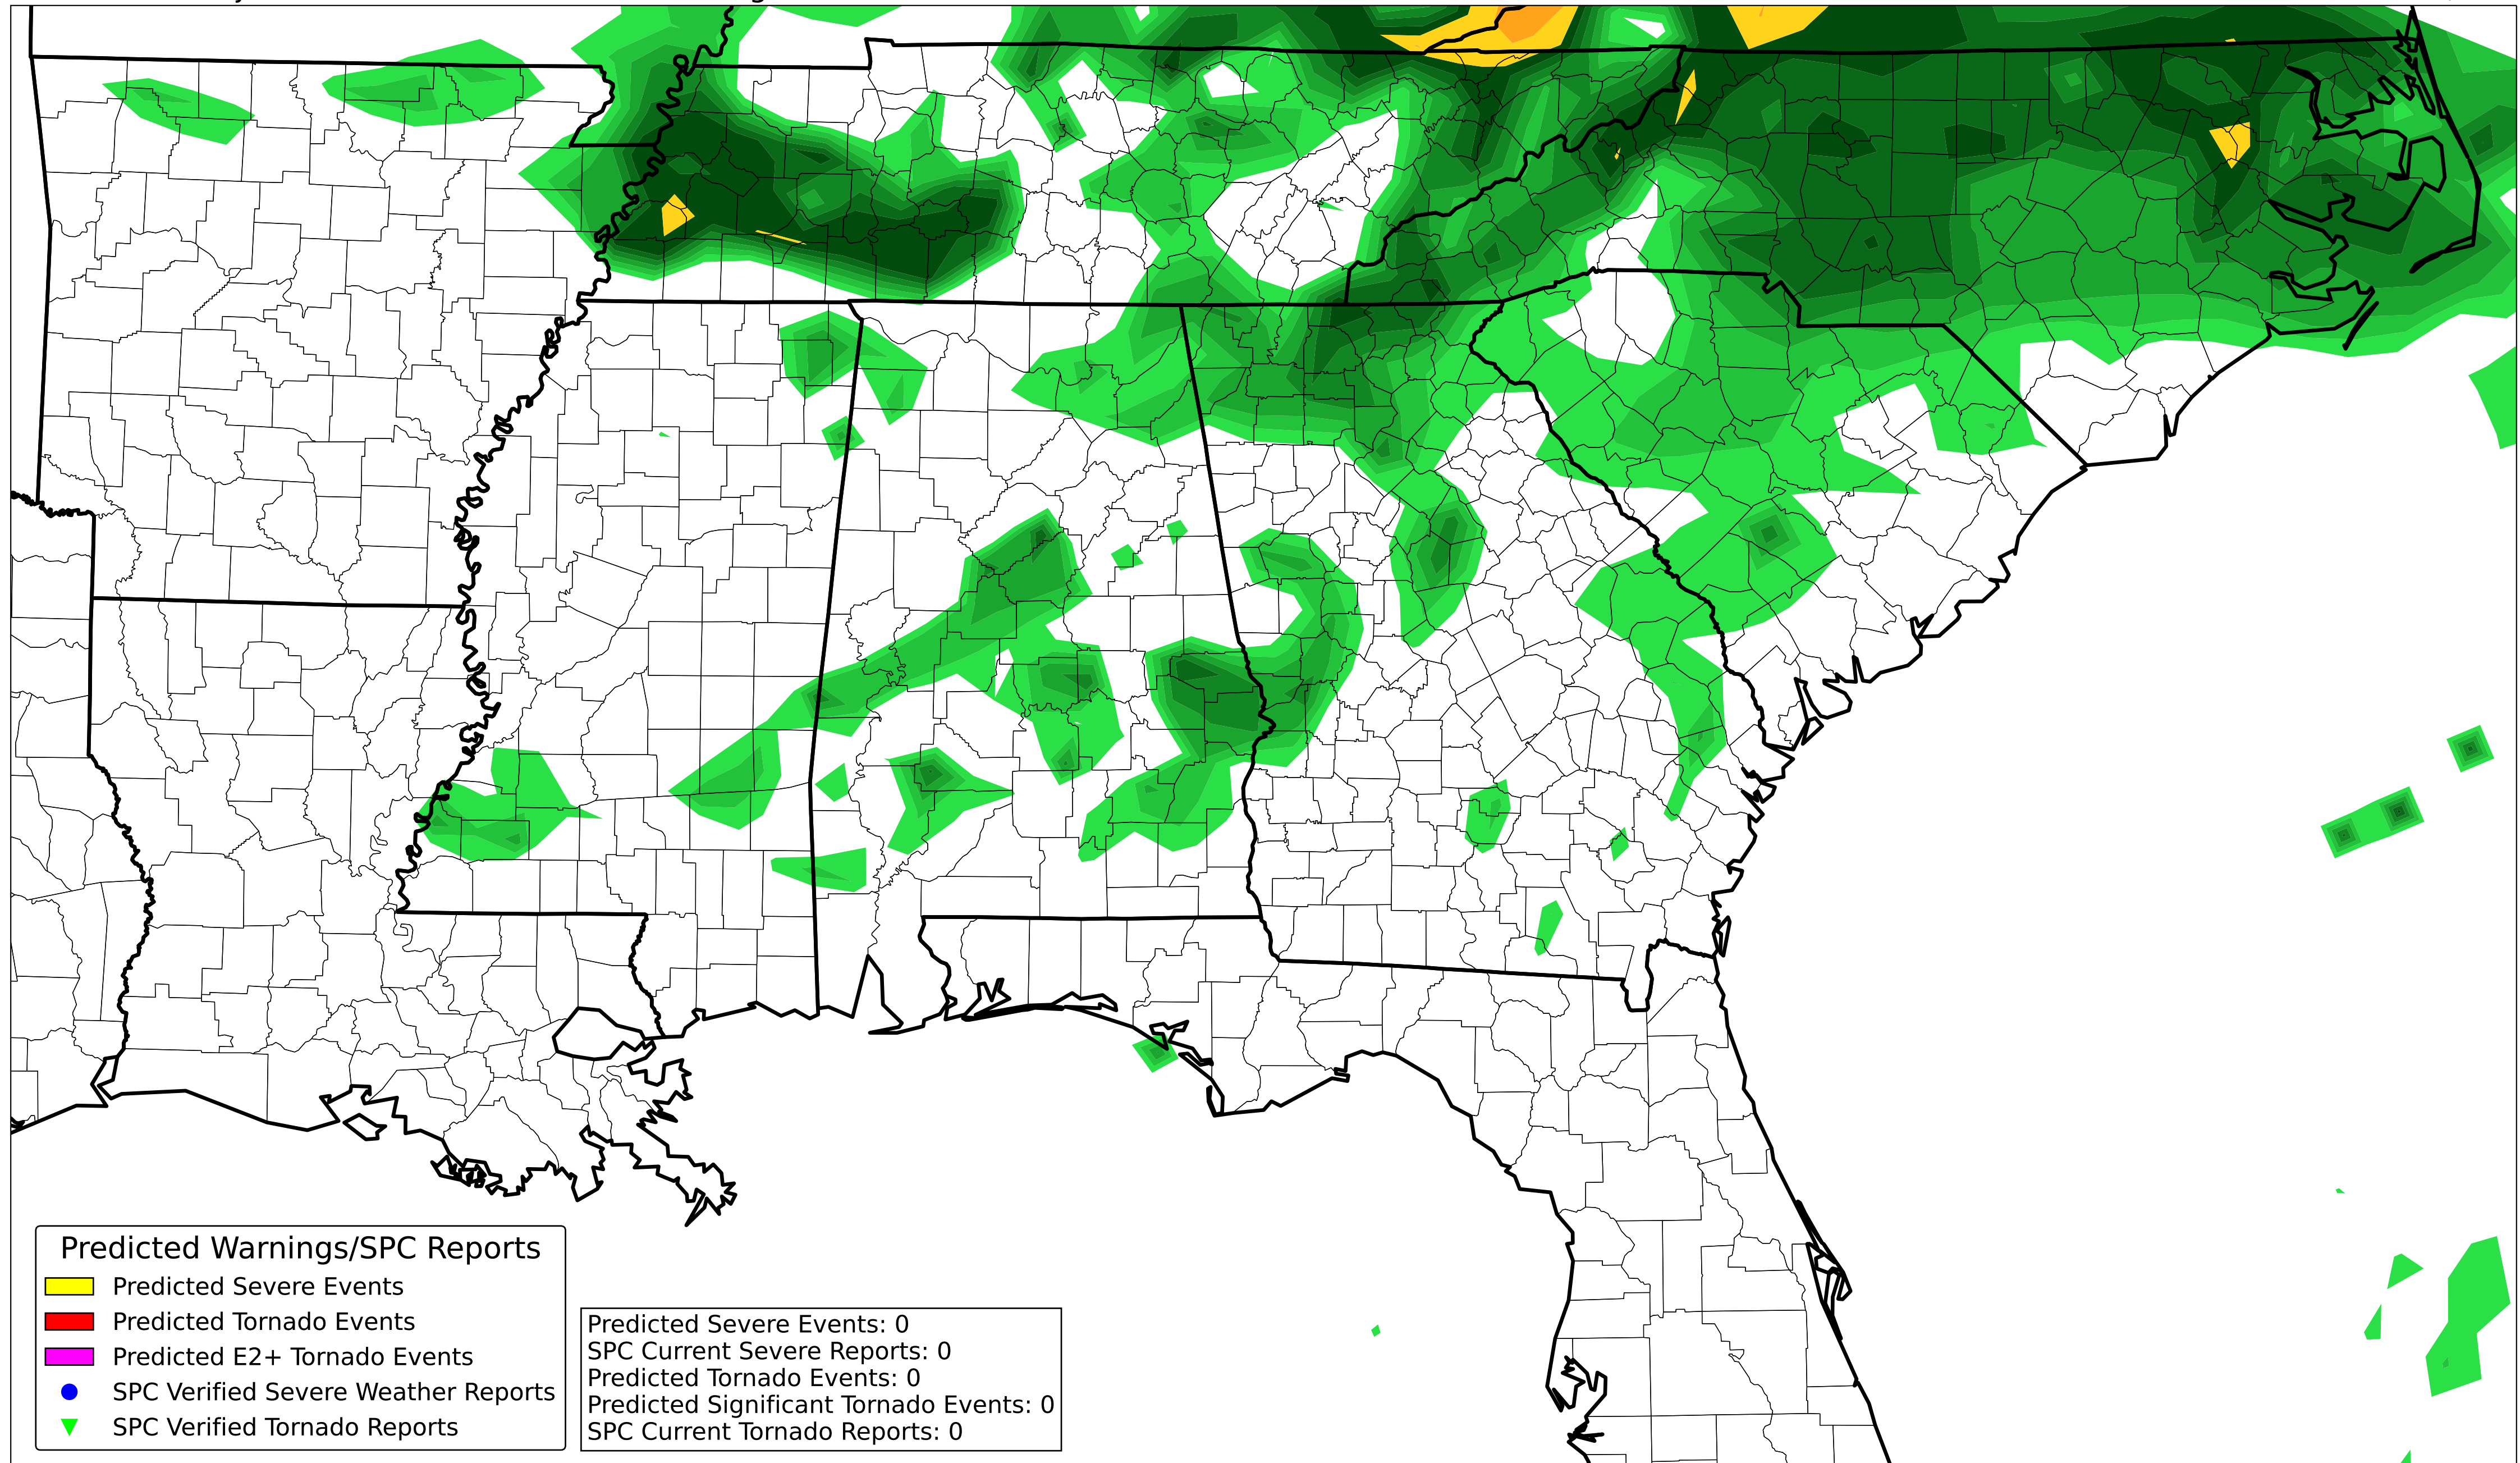 Predicted Warnings/SPC Reports
Predicted Severe Events
Predicted Tornado Events
Predicted E2+ Tornado Events
SPC Verified Severe Weather Reports
SPC Verified Tornado Reports
Predicted Severe Events: 0
SPC Current Severe Reports: 0
Predicted Tornado Events: 0
Predicted Significant Tornado Events: 0
SPC Current Tornado Reports: 0